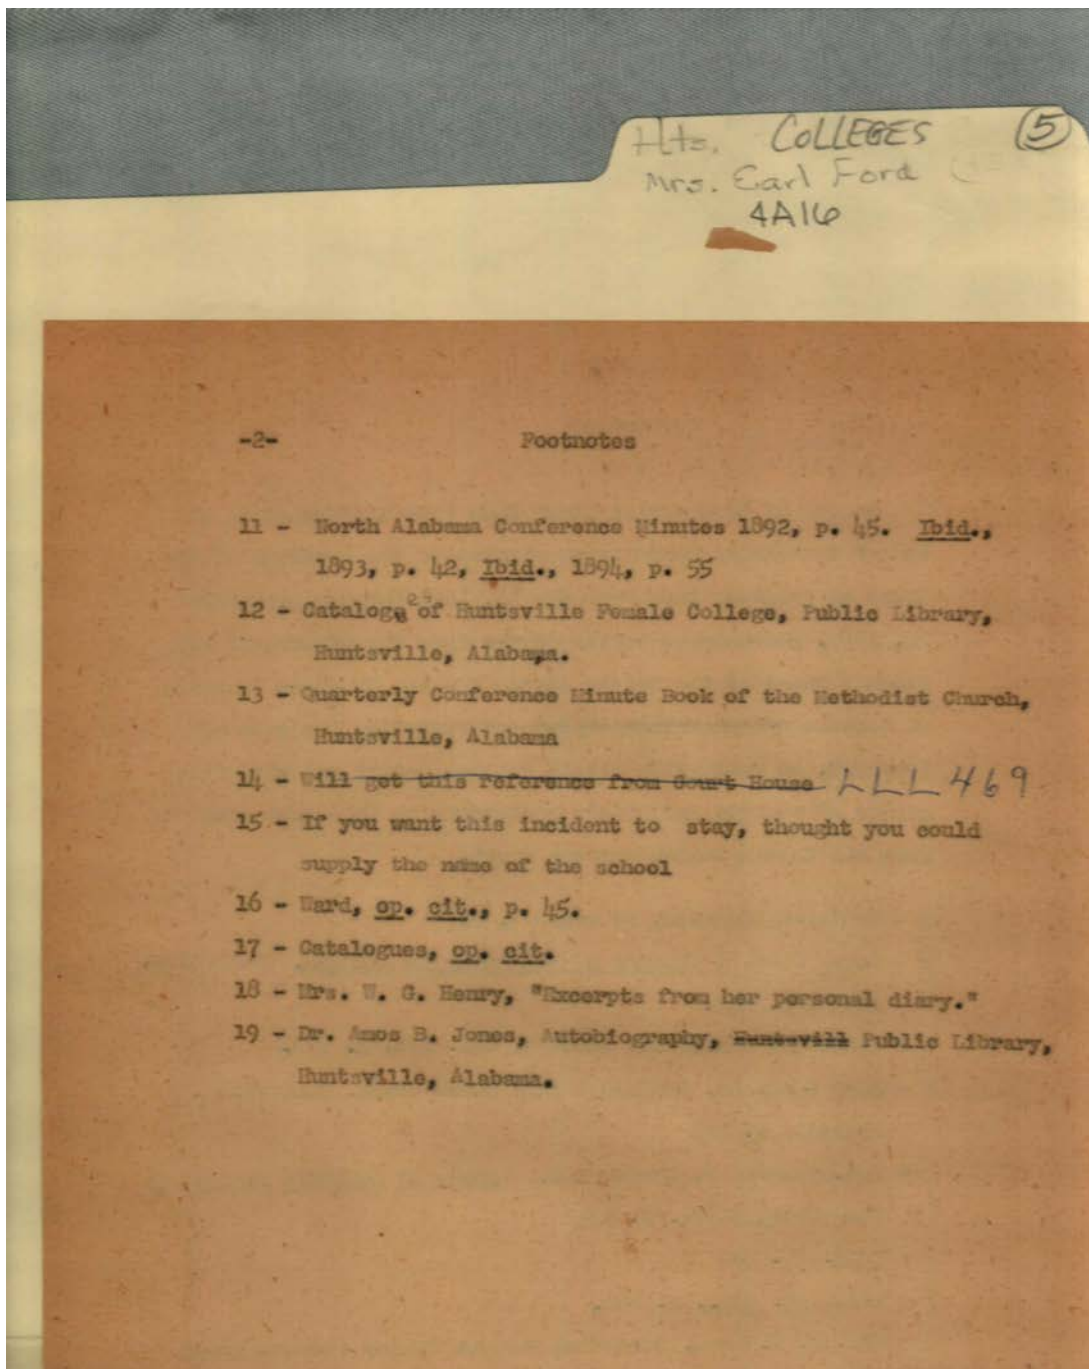 Hts. COLLEGES 5
Mrs. Earl Ford
4A16
-2- Footnotes
11 - North Alabama Conference Minutes 1892, p. 45. Ibid.,
1893, p. 42, Ibid., 1894, p. 55
12 - Cataloge of Huntsville Female College, Public Library,
Huntsville, Alabama.
13 - Quarterly Conference Minute Book of the Methodist Church,
Huntsville, Alabama
14 - Will get this reference from Court House LLL 469
15 - If you want this incident to stay, thought you could
supply the name of the school
16 - Ward, op. cit., p. 45.
17 - Catalogues, op. cit.
18 - Mrs. W. G. Henry, "Excerpts from her personal diary."
19 - Dr. Amos B. Jones, Autobiography, Huntsvill Public Library,
Huntsville, Alabama.